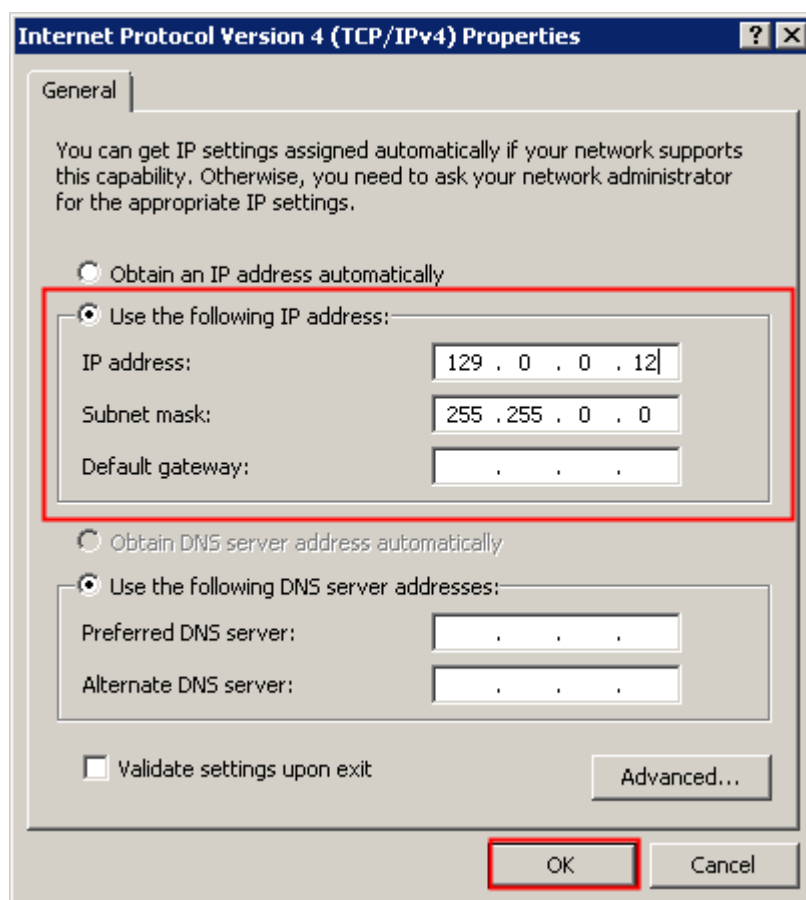 Internet Protocol Version 4 (TCP/IPv4) Properties
General
You can get IP settings assigned automatically if your network supports
this capability. Otherwise, you need to ask your network administrator
for the appropriate IP settings.
Obtain an IP address automatically
Use the following IP address:
IP address: 129 . 0 . 0 . 12
Subnet mask: 255 . 255 . 0 . 0
Default gateway: . . .
Obtain DNS server address automatically
Use the following DNS server addresses:
Preferred DNS server: . . .
Alternate DNS server: . . .
Validate settings upon exit
Advanced...
OK Cancel